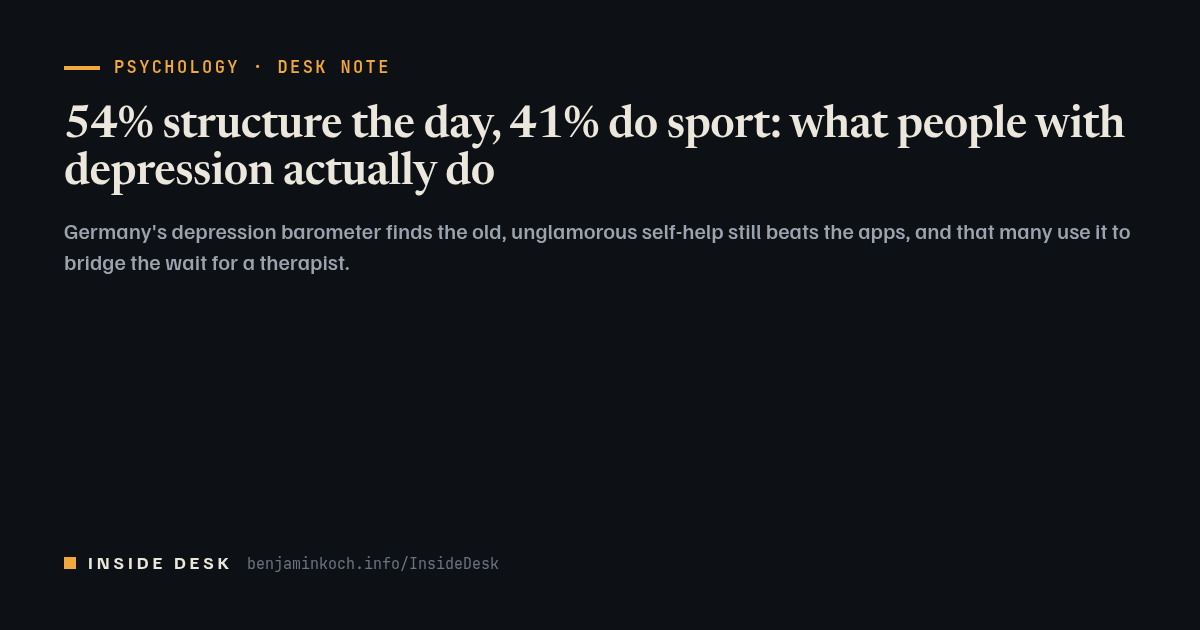 PSYCHOLOGY · DESK NOTE
54% structure the day, 41% do sport: what people with
depression actually do
Germany's depression barometer finds the old, unglamorous self-help still beats the apps, and that many use it to
bridge the wait for a therapist.
INSIDE DESK benjaminkoch.info/InsideDesk